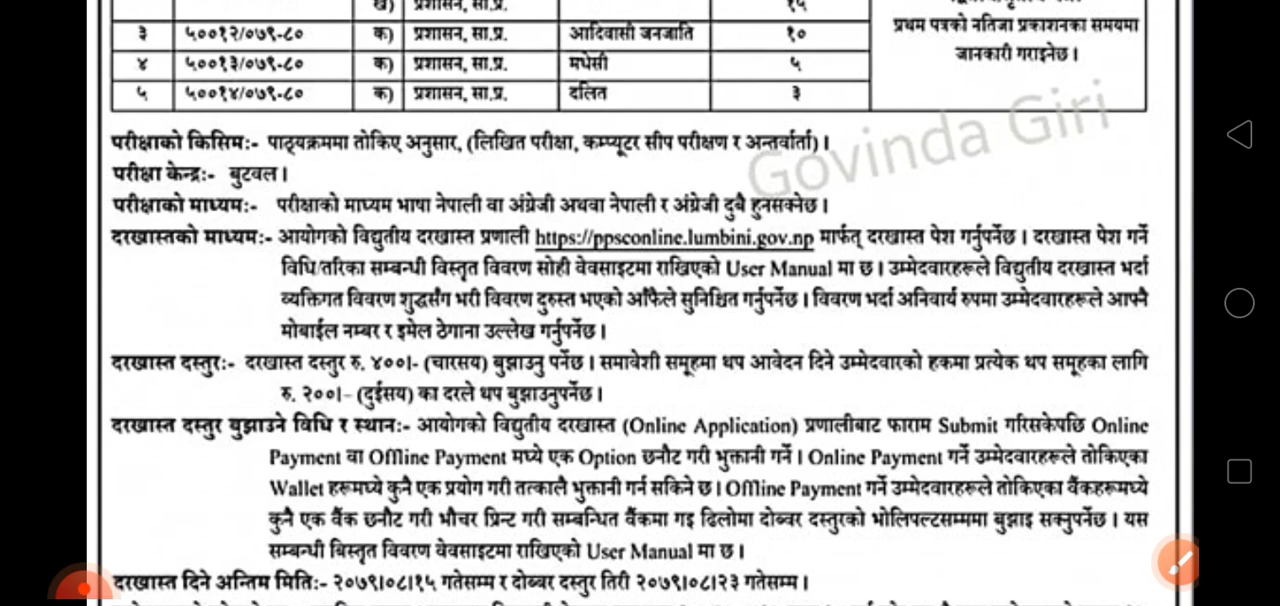 ख) प्रशासन, सा.प्र. १५
३ ५००१२/०७९-८० क) प्रशासन, सा.प्र. आदिवासी जनजाति १०
प्रथम पत्रको नतिजा प्रकाशनका समयमा
जानकारी गराइनेछ।
४ ५००१३/०७९-८० क) प्रशासन, सा.प्र. मधेसी ५
५ ५००१४/०७९-८० क) प्रशासन, सा.प्र. दलित ३
Govinda Giri
परीक्षाको किसिमः- पाठ्यक्रममा तोकिए अनुसार, (लिखित परीक्षा, कम्प्यूटर सीप परीक्षण र अन्तर्वार्ता)।
परीक्षा केन्द्रः- बुटवल।
परीक्षाको माध्यमः- परीक्षाको माध्यम भाषा नेपाली वा अंग्रेजी अथवा नेपाली र अंग्रेजी दुबै हुनसक्नेछ।
दरखास्तको माध्यमः- आयोगको विद्युतीय दरखास्त प्रणाली https://ppsconline.lumbini.gov.np मार्फत् दरखास्त पेश गर्नुपर्नेछ। दरखास्त पेश गर्ने
विधि/तरिका सम्बन्धी विस्तृत विवरण सोही वेवसाइटमा राखिएको User Manual मा छ। उम्मेदवारहरूले विद्युतीय दरखास्त भर्दा
व्यक्तिगत विवरण शुद्धसँग भरी विवरण दुरुस्त भएको आँफैले सुनिश्चित गर्नुपर्नेछ। विवरण भर्दा अनिवार्य रुपमा उम्मेदवारहरूले आफ्नै
मोबाईल नम्बर र इमेल ठेगाना उल्लेख गर्नुपर्नेछ।
दरखास्त दस्तुरः- दरखास्त दस्तुर रु. ४००।- (चारसय) बुझाउनु पर्नेछ। समावेशी समूहमा थप आवेदन दिने उम्मेदवारको हकमा प्रत्येक थप समूहका लागि
रु. २००।- (दुईसय) का दरले थप बुझाउनुपर्नेछ।
दरखास्त दस्तुर बुझाउने विधि र स्थानः- आयोगको विद्युतीय दरखास्त (Online Application) प्रणालीबाट फाराम Submit गरिसकेपछि Online
Payment वा Offline Payment मध्ये एक Option छनौट गरी भुक्तानी गर्ने। Online Payment गर्ने उम्मेदवारहरूले तोकिएका
Wallet हरूमध्ये कुनै एक प्रयोग गरी तत्कालै भुक्तानी गर्न सकिने छ। Offline Payment गर्ने उम्मेदवारहरूले तोकिएका बैंकहरूमध्ये
कुनै एक बैंक छनौट गरी भौचर प्रिन्ट गरी सम्बन्धित बैंकमा गइ ढिलोमा दोब्बर दस्तुरको भोलिपल्टसम्ममा बुझाइ सक्नुपर्नेछ। यस
सम्बन्धी बिस्तृत विवरण वेवसाइटमा राखिएको User Manual मा छ।
दरखास्त दिने अन्तिम मितिः- २०७९।०८।१५ गतेसम्म र दोब्बर दस्तुर तिरी २०७९।०८।२३ गतेसम्म।